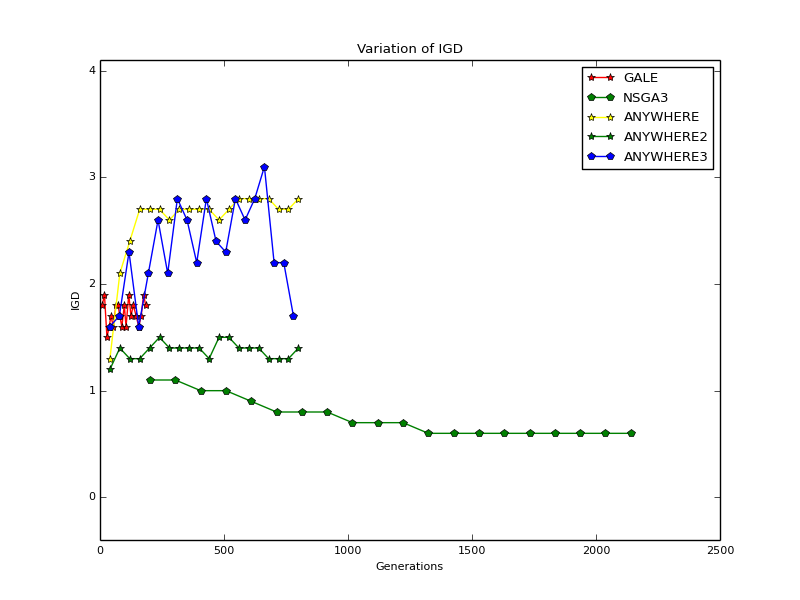 Variation of IGD
GALE
NSGA3
ANYWHERE
ANYWHERE2
ANYWHERE3
4
3
2
1
0
IGD
0 500 1000 1500 2000 2500
Generations